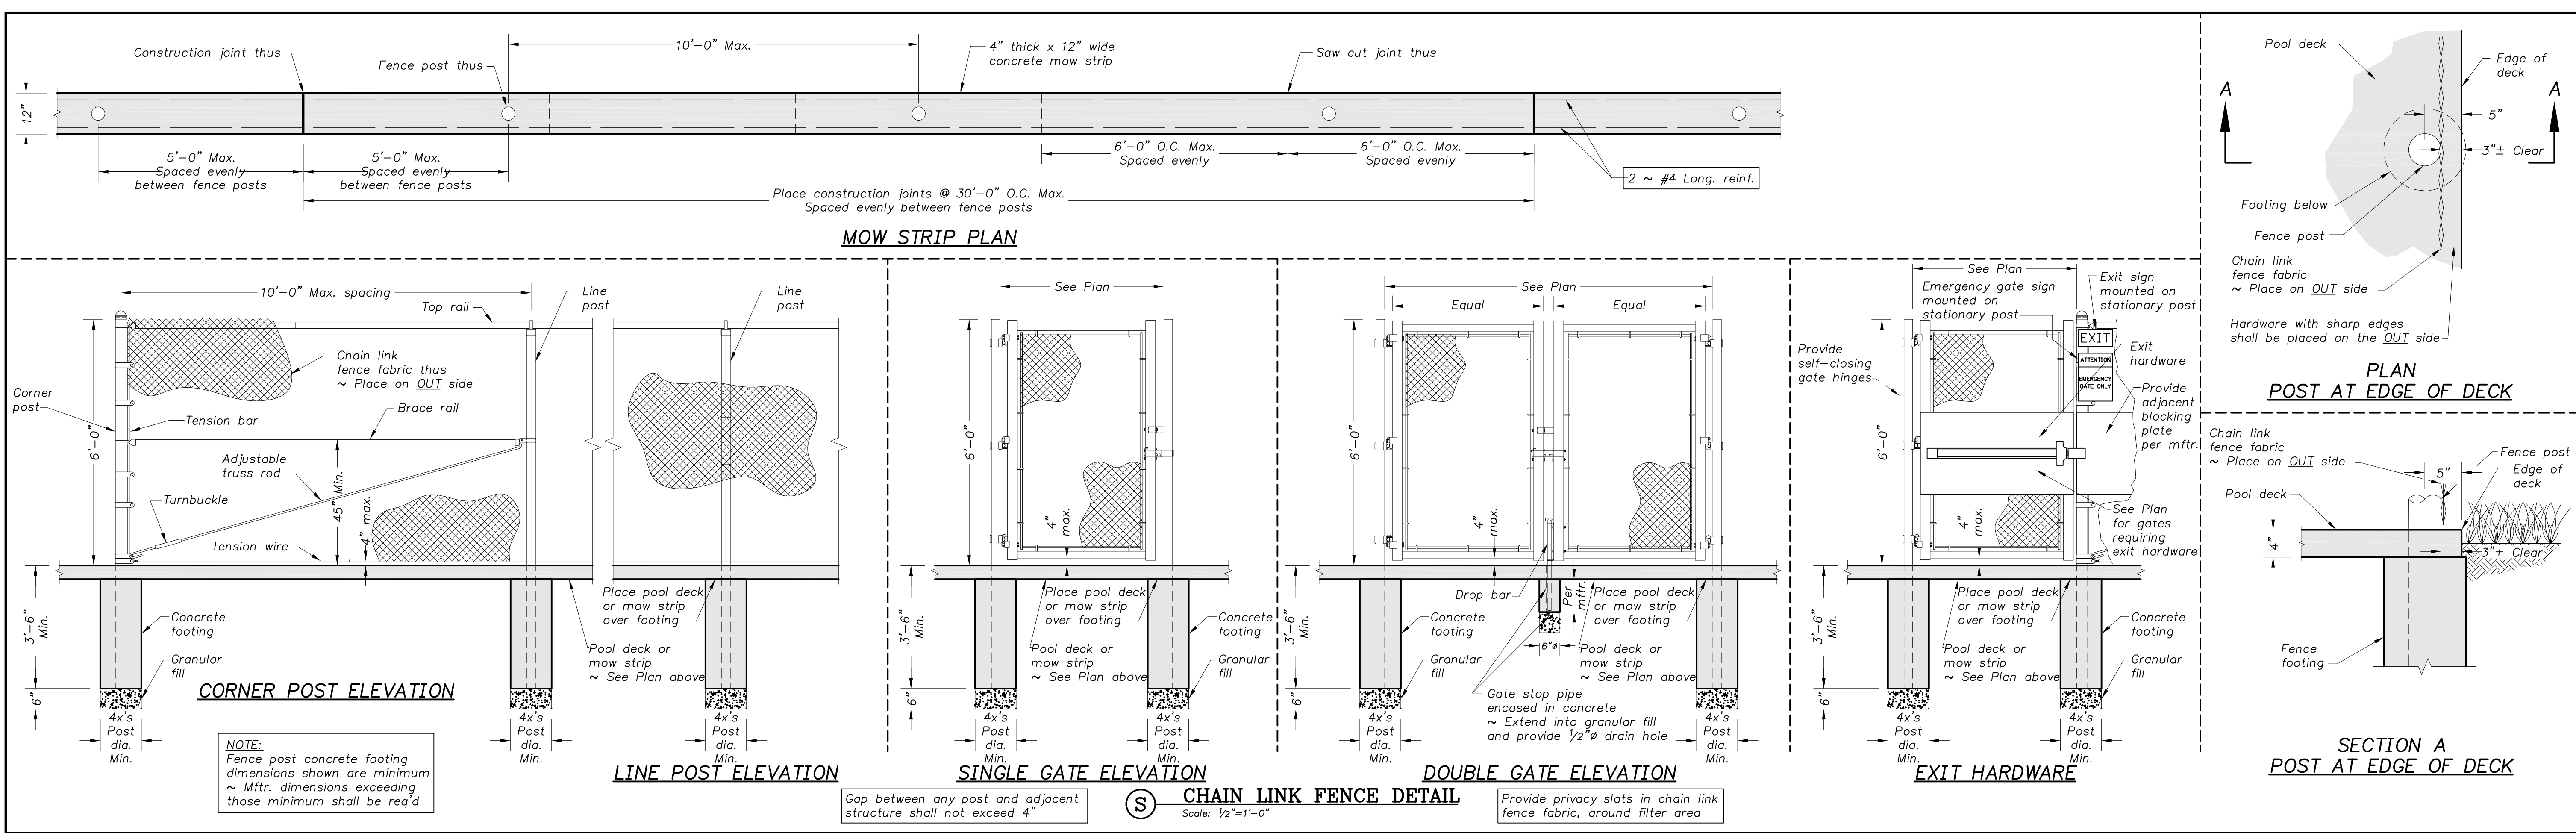 Construction joint thus
Fence post thus
10'-0" Max.
4" thick x 12" wide
concrete mow strip
Saw cut joint thus
12"
5'-0" Max.
Spaced evenly
between fence posts
5'-0" Max.
Spaced evenly
between fence posts
6'-0" O.C. Max.
Spaced evenly
6'-0" O.C. Max.
Spaced evenly
2 ~ #4 Long. reinf.
Place construction joints @ 30'-0" O.C. Max.
Spaced evenly between fence posts
MOW STRIP PLAN
Pool deck
Edge of
deck
A
A
5"
3"± Clear
Footing below
Fence post
Chain link
fence fabric
~ Place on OUT side
Hardware with sharp edges
shall be placed on the OUT side
PLAN
POST AT EDGE OF DECK
10'-0" Max. spacing
Top rail
Line
post
Line
post
Chain link
fence fabric thus
~ Place on OUT side
Corner
post
Brace rail
Tension bar
6'-0"
Adjustable
truss rod
45" Min.
Turnbuckle
4" max.
Tension wire
3'-6"
Min.
Concrete
footing
Granular
fill
Place pool deck
or mow strip
over footing
Pool deck or
mow strip
~ See Plan above
6"
CORNER POST ELEVATION
4x's
Post
dia.
Min.
4x's
Post
dia.
Min.
4x's
Post
dia.
Min.
NOTE:
Fence post concrete footing
dimensions shown are minimum
~ Mftr. dimensions exceeding
those minimum shall be req'd
LINE POST ELEVATION
See Plan
6'-0"
4"
max.
3'-6"
Min.
Place pool deck
or mow strip
over footing
Concrete
footing
Pool deck or
mow strip
~ See Plan above
Granular
fill
6"
4x's
Post
dia.
Min.
4x's
Post
dia.
Min.
SINGLE GATE ELEVATION
See Plan
Equal
Equal
6'-0"
4"
max.
3'-6"
Min.
Drop bar
Per
mftr.
Place pool deck
or mow strip
over footing
Concrete
footing
6"ø
Pool deck or
mow strip
~ See Plan above
Granular
fill
6"
Gate stop pipe
encased in concrete
~ Extend into granular fill
and provide 1/2"ø drain hole
4x's
Post
dia.
Min.
4x's
Post
dia.
Min.
DOUBLE GATE ELEVATION
See Plan
Emergency gate sign
mounted on
stationary post
Exit sign
mounted on
stationary post
EXIT
ATTENTION
EMERGENCY
GATE ONLY
Exit
hardware
Provide
self-closing
gate hinges
Provide
adjacent
blocking
plate
per mftr.
6'-0"
4"
max.
See Plan
for gates
requiring
exit hardware
3'-6"
Min.
Place pool deck
or mow strip
over footing
Concrete
footing
Pool deck or
mow strip
~ See Plan above
Granular
fill
6"
4x's
Post
dia.
Min.
4x's
Post
dia.
Min.
EXIT HARDWARE
Chain link
fence fabric
~ Place on OUT side
Fence post
5"
Edge of
deck
Pool deck
4"
3"± Clear
Fence
footing
SECTION A
POST AT EDGE OF DECK
Gap between any post and adjacent
structure shall not exceed 4"
S
CHAIN LINK FENCE DETAIL
Scale: 1/2"=1'-0"
Provide privacy slats in chain link
fence fabric, around filter area